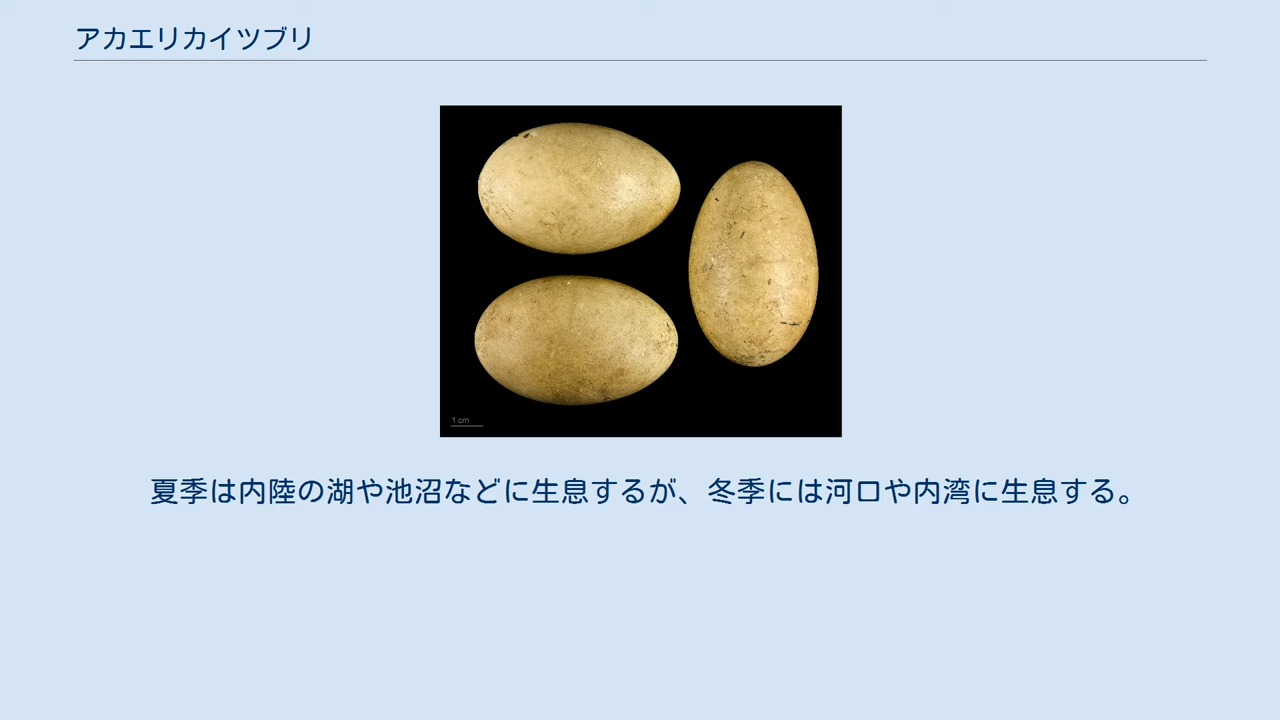 アカエリカイツブリ
1 cm
夏季は内陸の湖や池沼などに生息するが、冬季には河口や内湾に生息する。